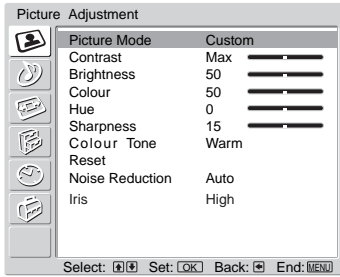 Picture Adjustment
Picture Mode Custom
Contrast Max
Brightness 50
Colour 50
Hue 0
Sharpness 15
Colour Tone Warm
Reset
Noise Reduction Auto
Iris High
Select: Set: OK Back: End: MENU